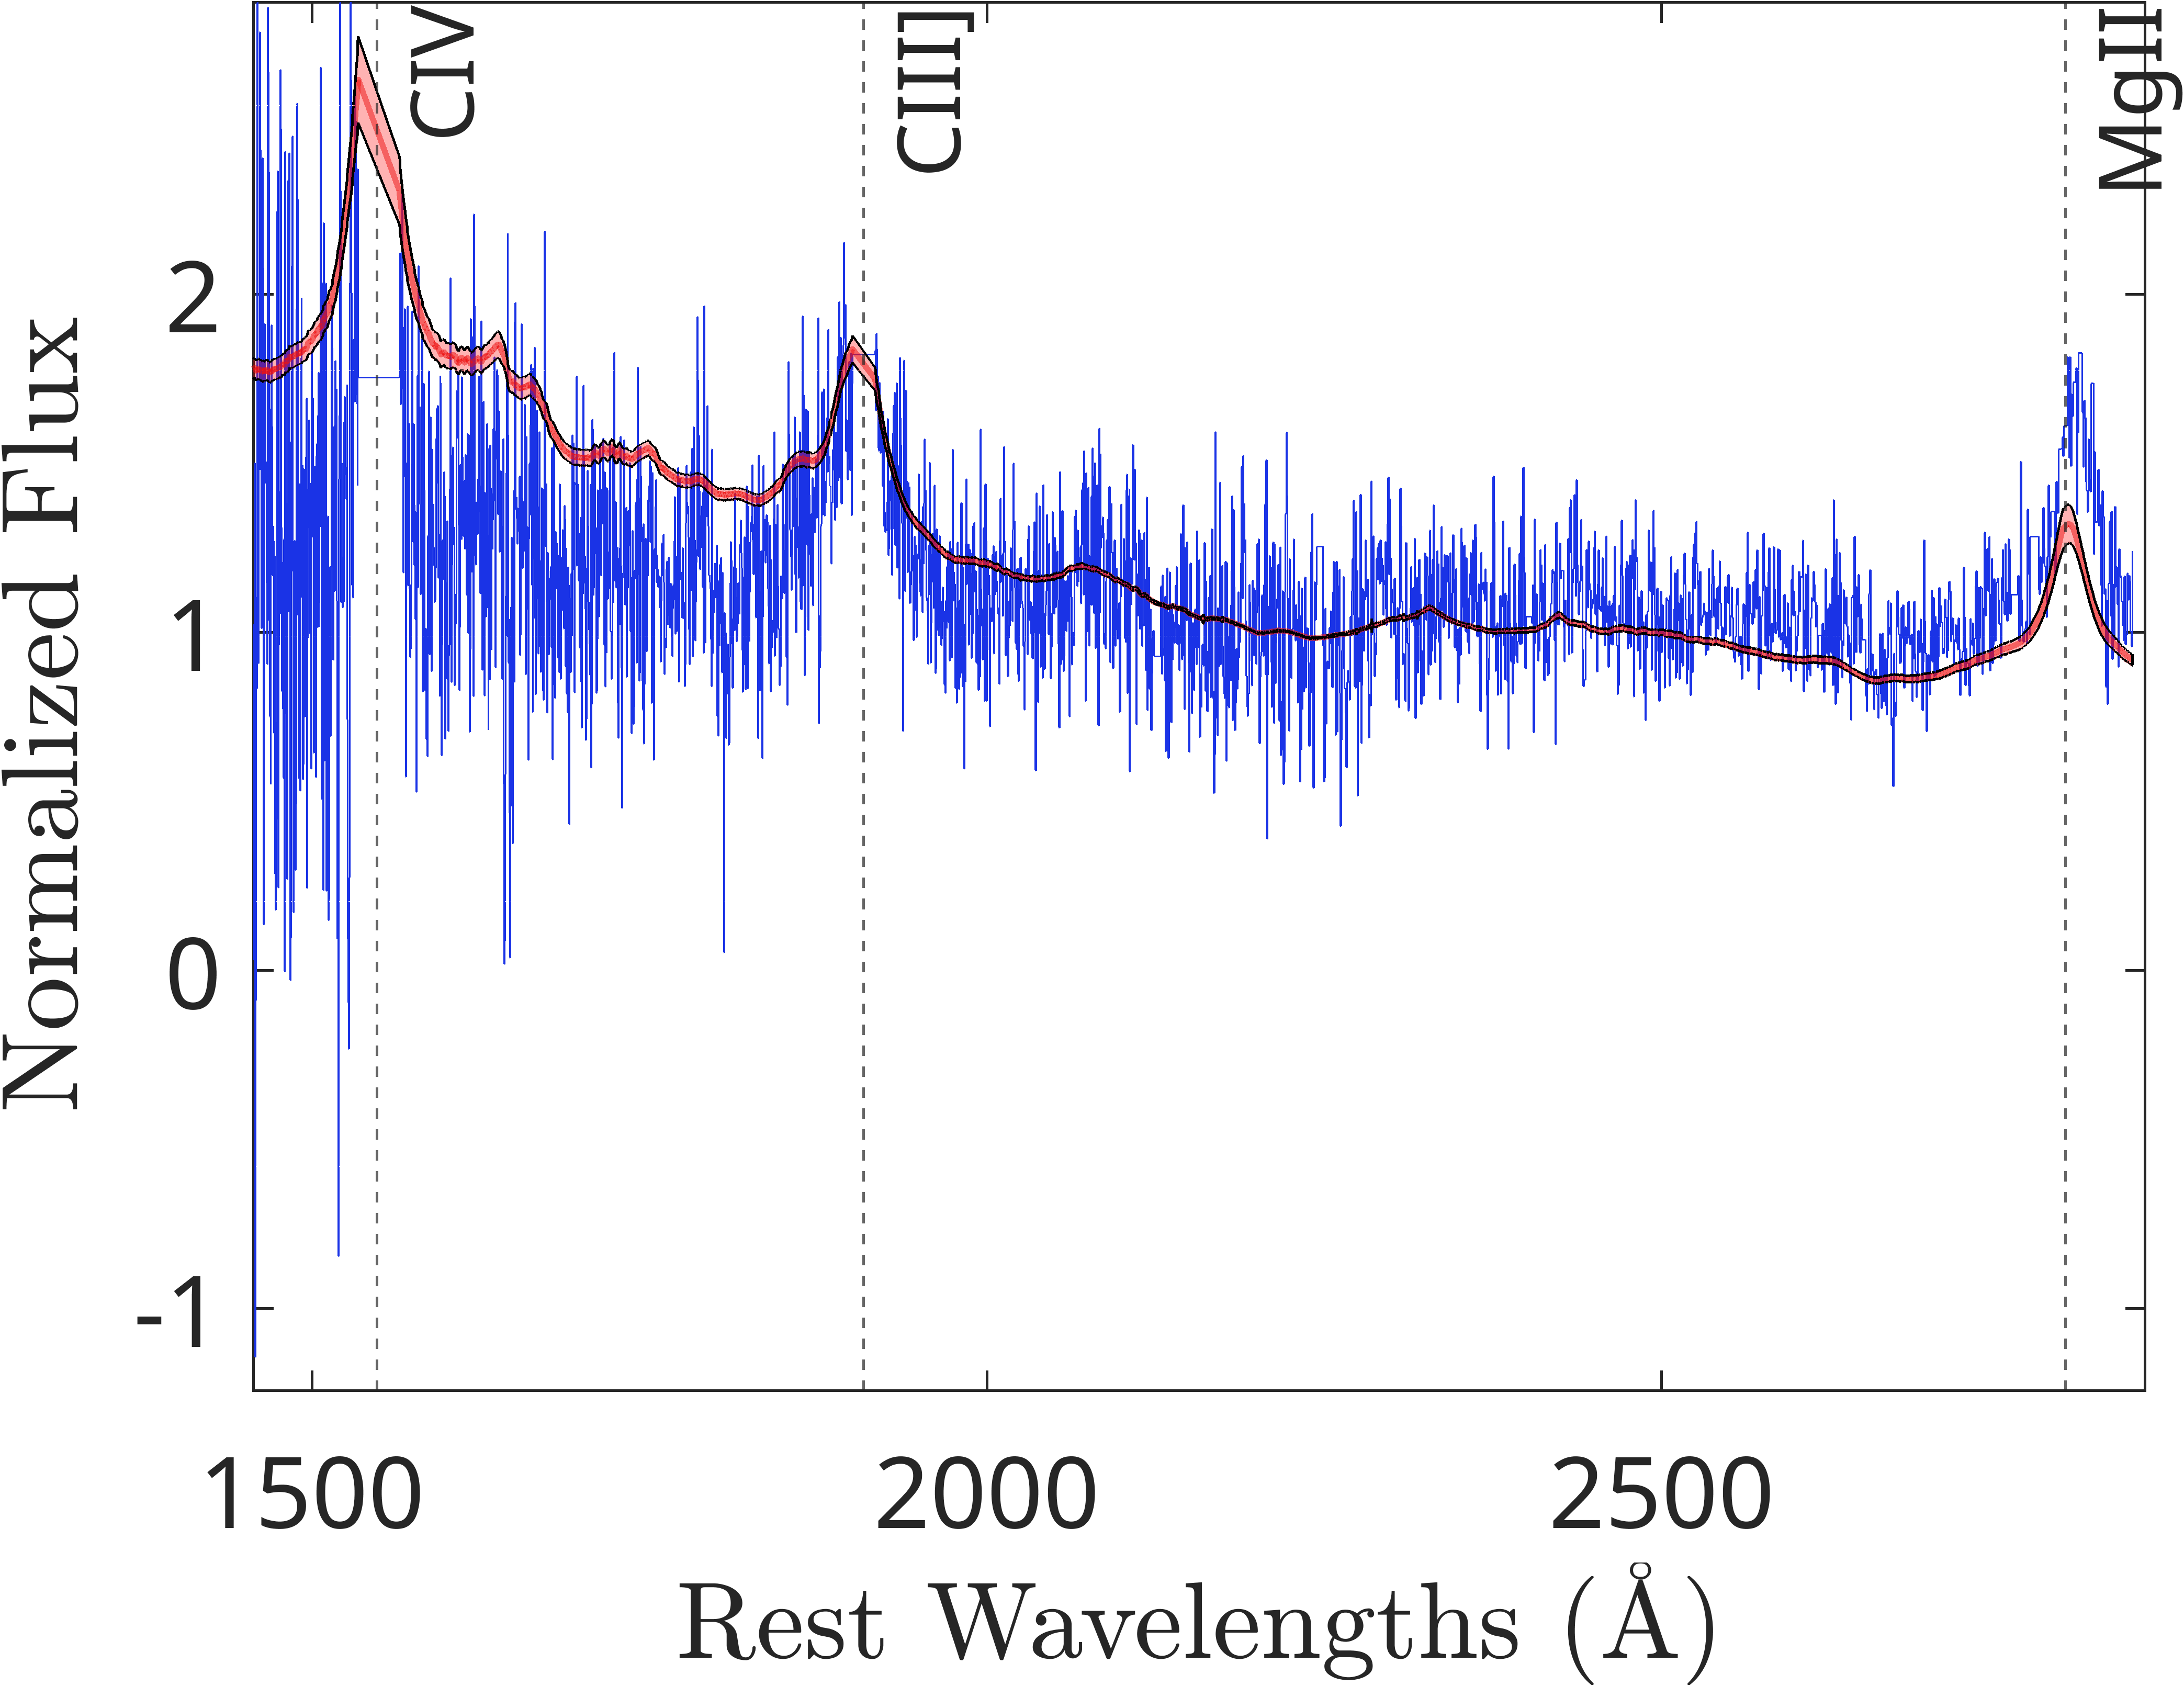 CIV
CIII]
MgII
2
1
0
-1
Normalized Flux
1500
2000
2500
Rest Wavelengths (Å)